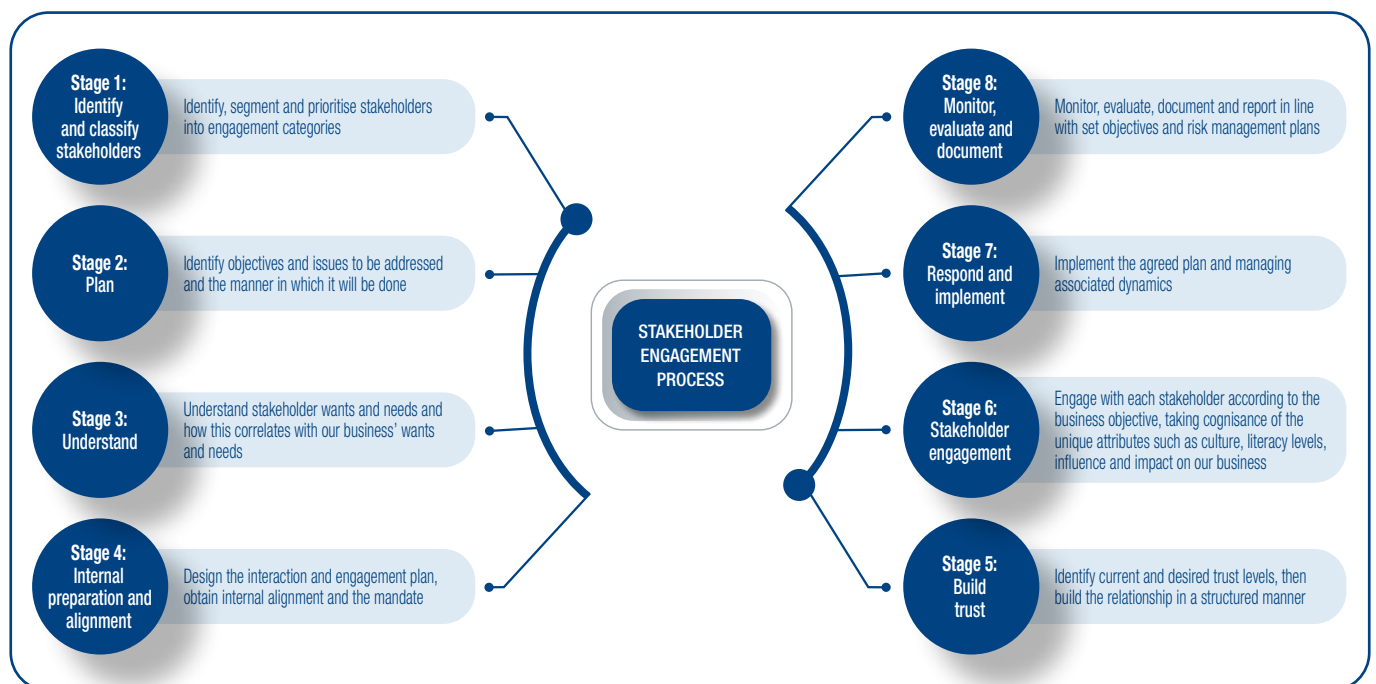 Stage 1:
Identify
and classify
stakeholders
Identify, segment and prioritise stakeholders
into engagement categories
Stage 2:
Plan
Identify objectives and issues to be addressed
and the manner in which it will be done
Stage 3:
Understand
Understand stakeholder wants and needs and
how this correlates with our business’ wants
and needs
Stage 4:
Internal
preparation and
alignment
Design the interaction and engagement plan,
obtain internal alignment and the mandate
STAKEHOLDER
ENGAGEMENT
PROCESS
Stage 8:
Monitor,
evaluate and
document
Monitor, evaluate, document and report in line
with set objectives and risk management plans
Stage 7:
Respond and
implement
Implement the agreed plan and managing
associated dynamics
Stage 6:
Stakeholder
engagement
Engage with each stakeholder according to the
business objective, taking cognisance of the
unique attributes such as culture, literacy levels,
influence and impact on our business
Stage 5:
Build
trust
Identify current and desired trust levels, then
build the relationship in a structured manner